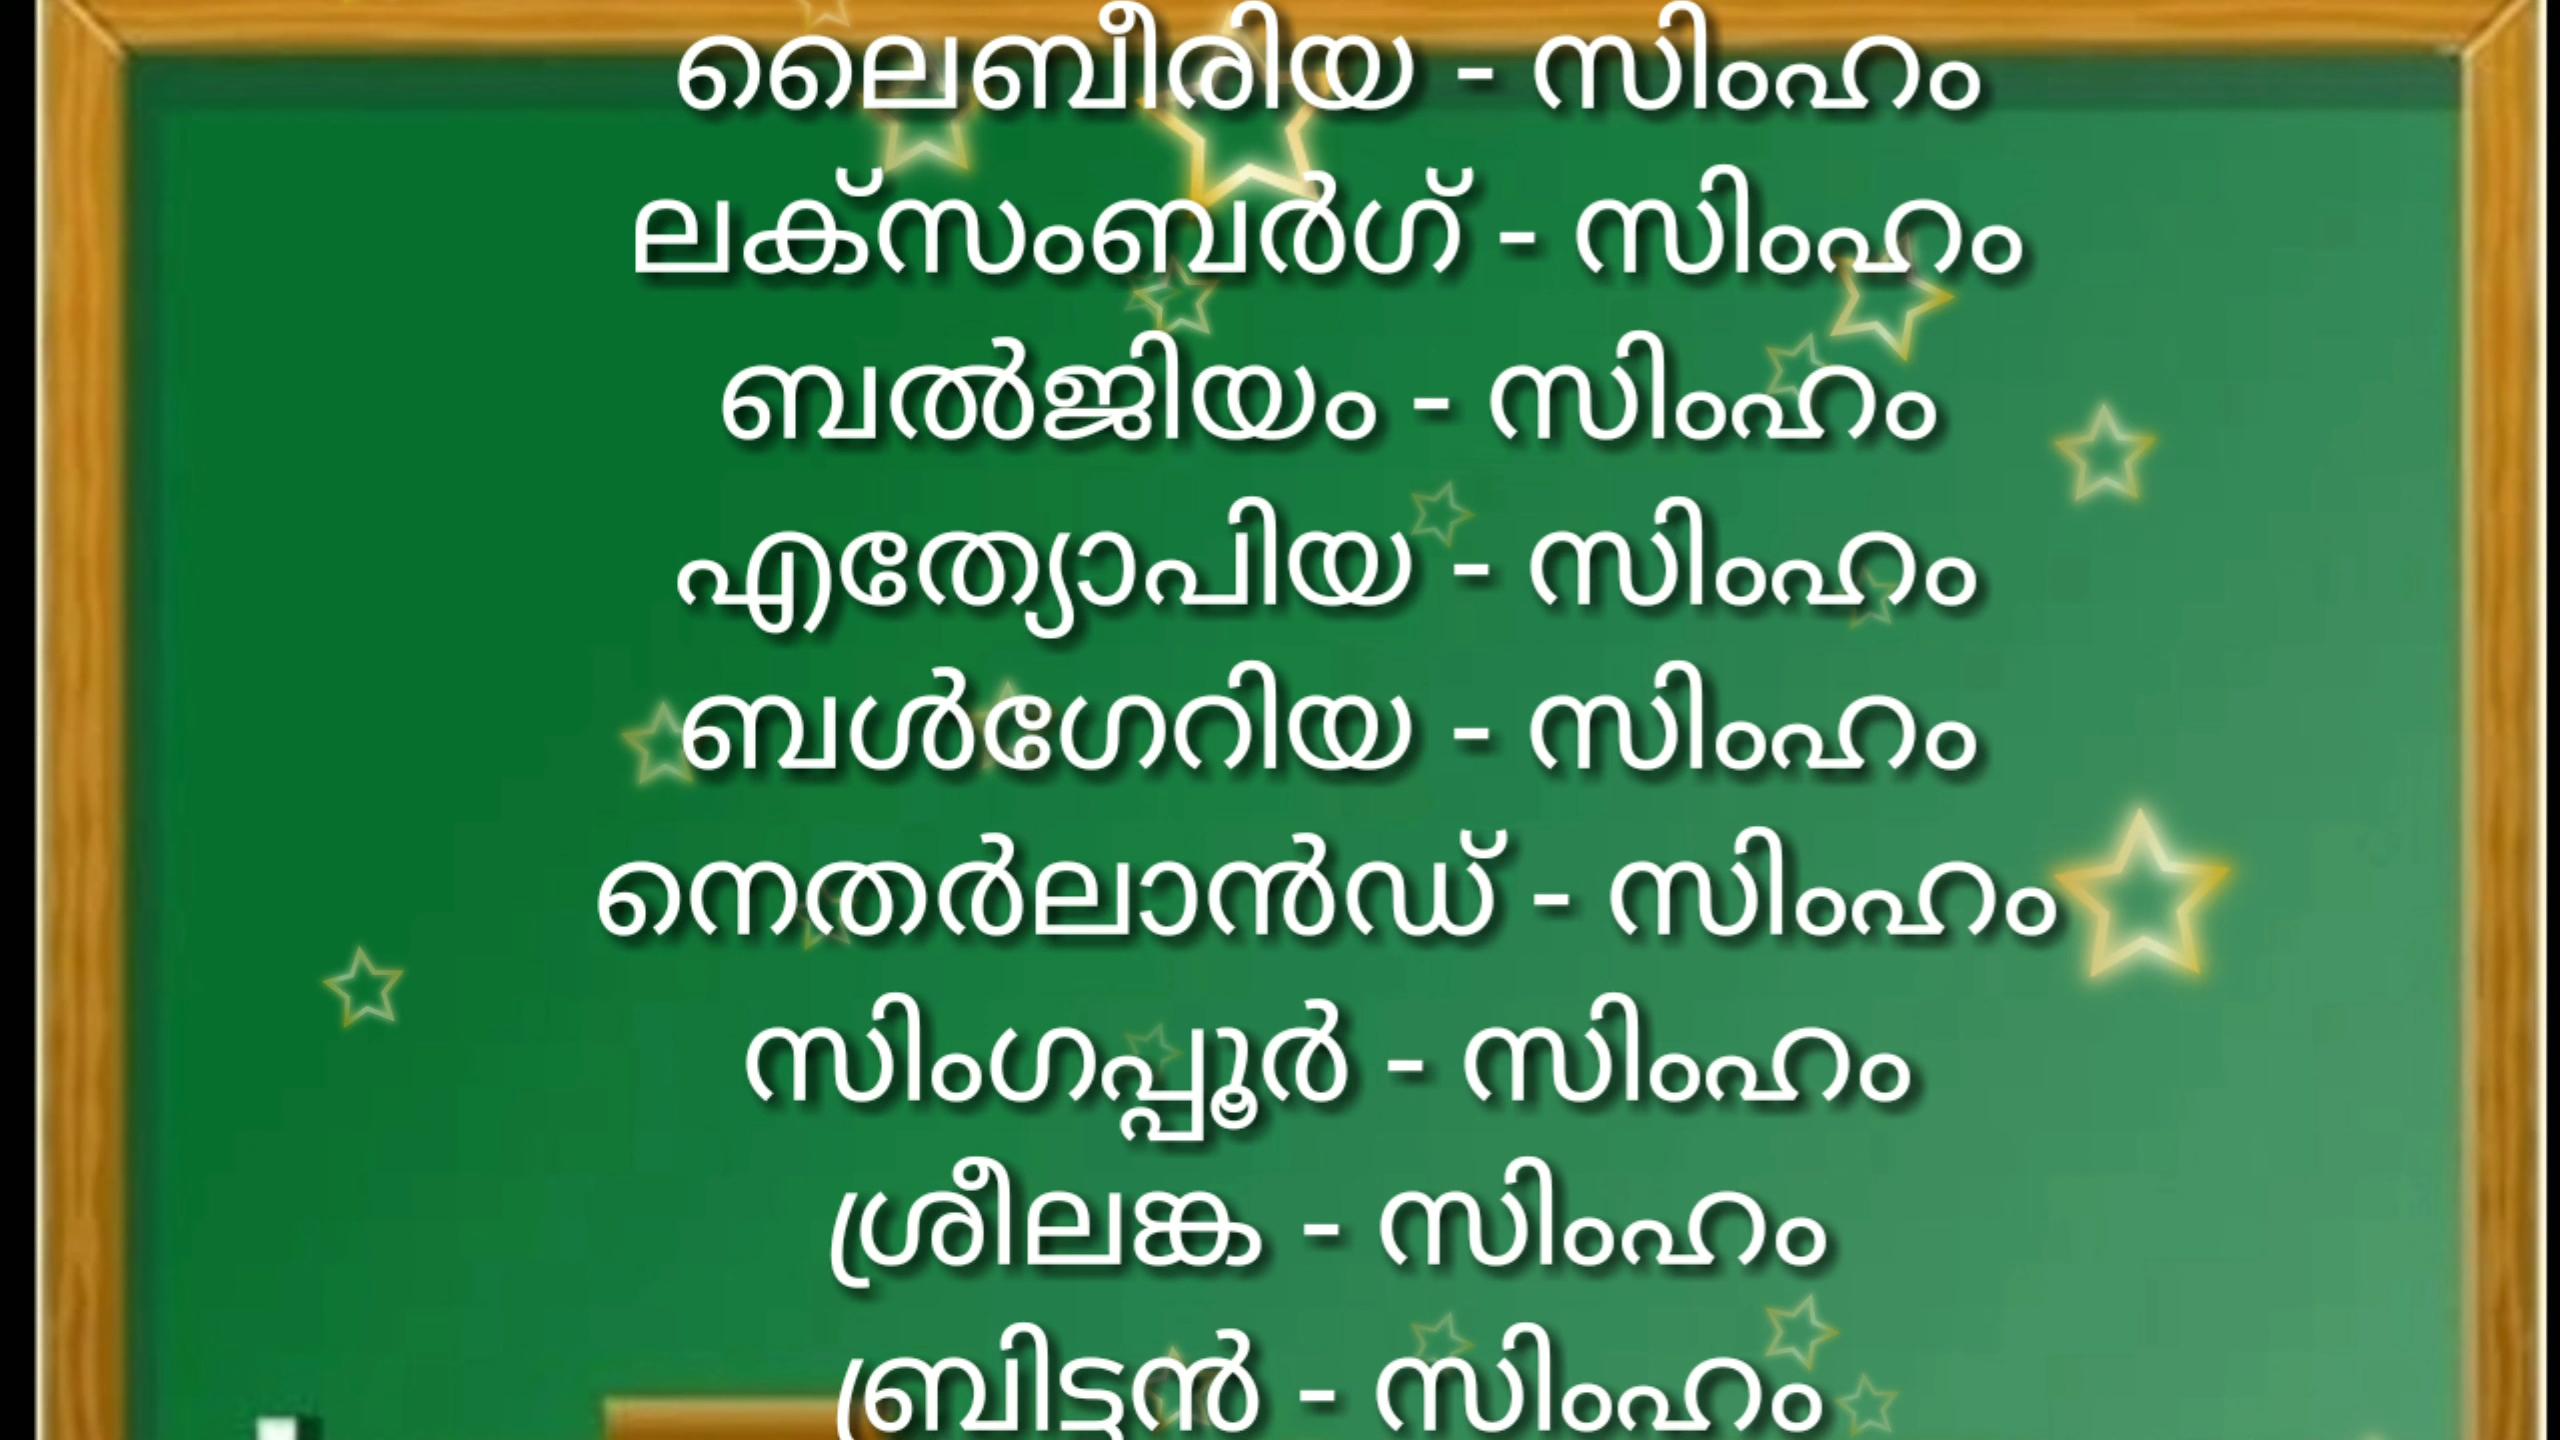 ലൈബീരിയ - സിംഹം
ലക്സംബർഗ് - സിംഹം
ബൽജിയം - സിംഹം
എത്യോപിയ - സിംഹം
ബൾഗേറിയ - സിംഹം
നെതർലാൻഡ് - സിംഹം
സിംഗപ്പൂർ - സിംഹം
ശ്രീലങ്ക - സിംഹം
ബ്രിട്ടൻ - സിംഹം